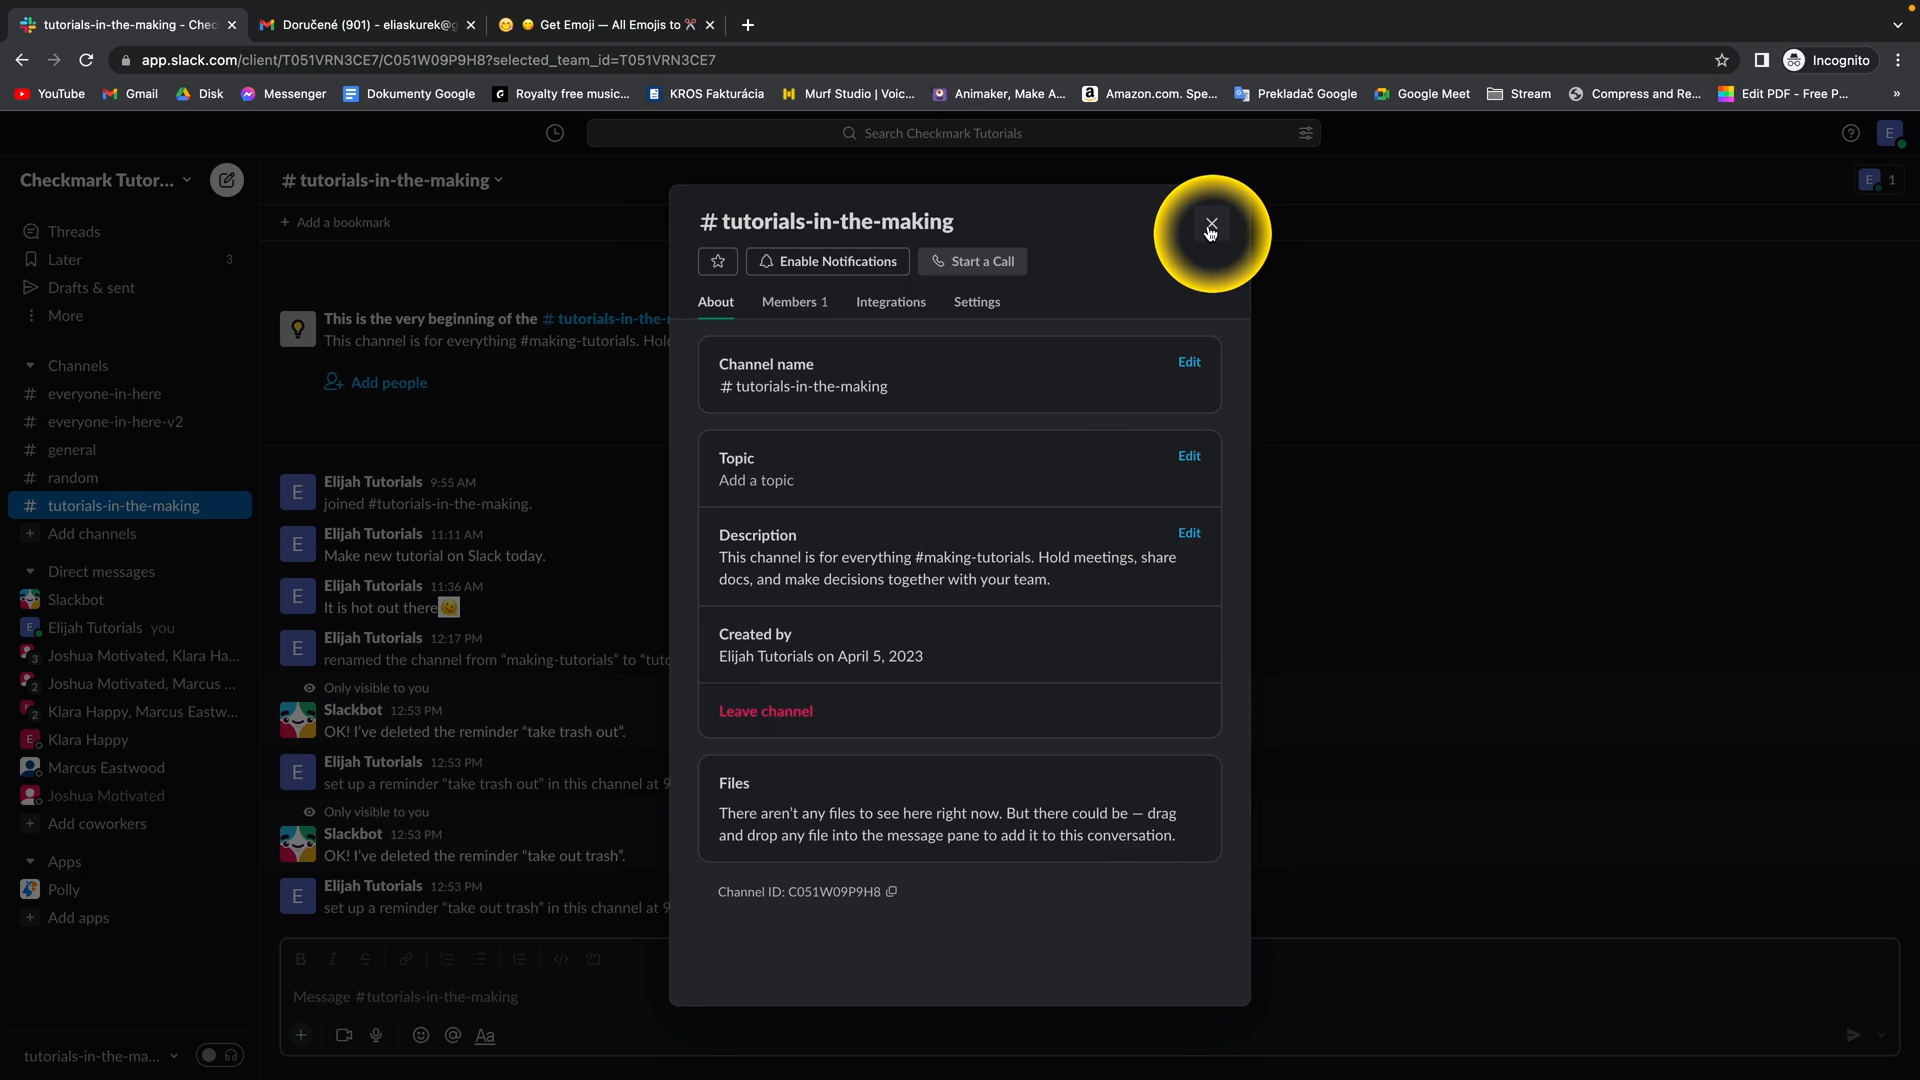 tutorials-in-the-making - Chec
Doručené (901) - eliaskurek@g
Get Emoji — All Emojis to ✂️
app.slack.com/client/T051VRN3CE7/C051W09P9H8?selected_team_id=T051VRN3CE7
Incognito
YouTube
Gmail
Disk
Messenger
Dokumenty Google
Royalty free music...
KROS Fakturácia
Murf Studio | Voic...
Animaker, Make A...
Amazon.com. Spe...
Prekladač Google
Google Meet
Stream
Compress and Re...
Edit PDF - Free P...
»
Search Checkmark Tutorials
E
Checkmark Tutor...
# tutorials-in-the-making
E 1
+ Add a bookmark
Threads
Later 3
Drafts & sent
More
Channels
# everyone-in-here
# everyone-in-here-v2
# general
# random
# tutorials-in-the-making
+ Add channels
Direct messages
Slackbot
E Elijah Tutorials you
3 Joshua Motivated, Klara Ha...
2 Joshua Motivated, Marcus ...
2 Klara Happy, Marcus Eastw...
E Klara Happy
Marcus Eastwood
Joshua Motivated
+ Add coworkers
Apps
Polly
+ Add apps
tutorials-in-the-ma...
This is the very beginning of the # tutorials-in-the-
This channel is for everything #making-tutorials. Hol
Add people
E Elijah Tutorials 9:55 AM
joined #tutorials-in-the-making.
E Elijah Tutorials 11:11 AM
Make new tutorial on Slack today.
E Elijah Tutorials 11:36 AM
It is hot out there
E Elijah Tutorials 12:17 PM
renamed the channel from “making-tutorials” to “tuto
Only visible to you
Slackbot 12:53 PM
OK! I’ve deleted the reminder “take trash out”.
E Elijah Tutorials 12:53 PM
set up a reminder “take trash out” in this channel at 9
Only visible to you
Slackbot 12:53 PM
OK! I’ve deleted the reminder “take out trash”.
E Elijah Tutorials 12:53 PM
set up a reminder “take out trash” in this channel at 9
B I S
Message #tutorials-in-the-making
+ @ Aa
# tutorials-in-the-making
Enable Notifications
Start a Call
About Members 1 Integrations Settings
Channel name Edit
# tutorials-in-the-making
Topic Edit
Add a topic
Description Edit
This channel is for everything #making-tutorials. Hold meetings, share
docs, and make decisions together with your team.
Created by
Elijah Tutorials on April 5, 2023
Leave channel
Files
There aren’t any files to see here right now. But there could be — drag
and drop any file into the message pane to add it to this conversation.
Channel ID: C051W09P9H8